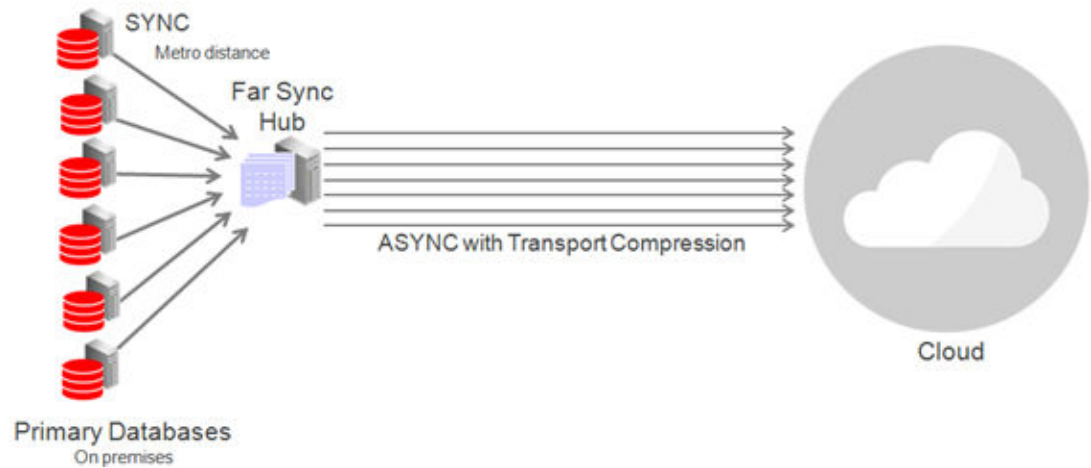 SYNC
Metro distance
Far Sync
Hub
ASYNC with Transport Compression
Cloud
Primary Databases
On premises